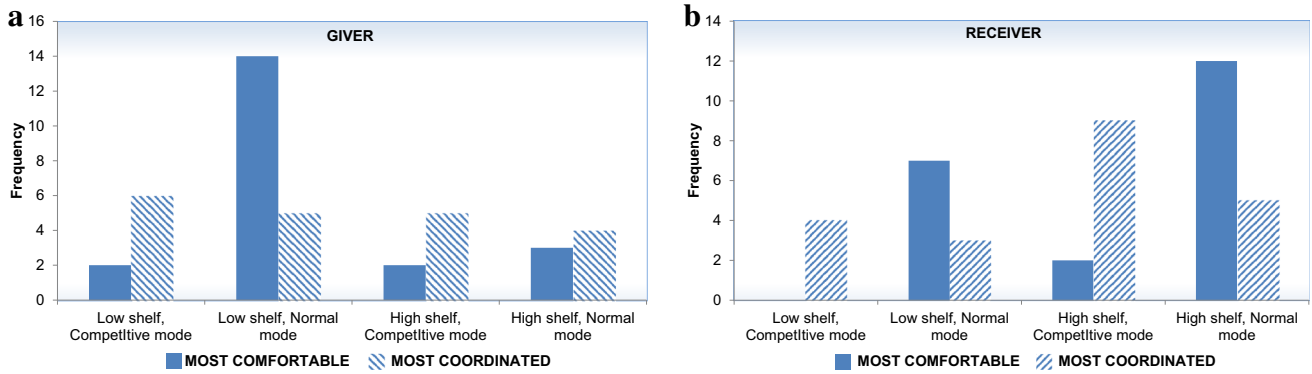 a
GIVER
Frequency
16
14
12
10
8
6
4
2
0
Low shelf,
CompetItive mode
Low shelf, Normal
mode
High shelf,
CompetItive mode
High shelf, Normal
mode
MOST COMFORTABLE
MOST COORDINATED
b
RECEIVER
Frequency
14
12
10
8
6
4
2
0
Low shelf,
CompetItive mode
Low shelf, Normal
mode
High shelf,
CompetItive mode
High shelf, Normal
mode
MOST COMFORTABLE
MOST COORDINATED